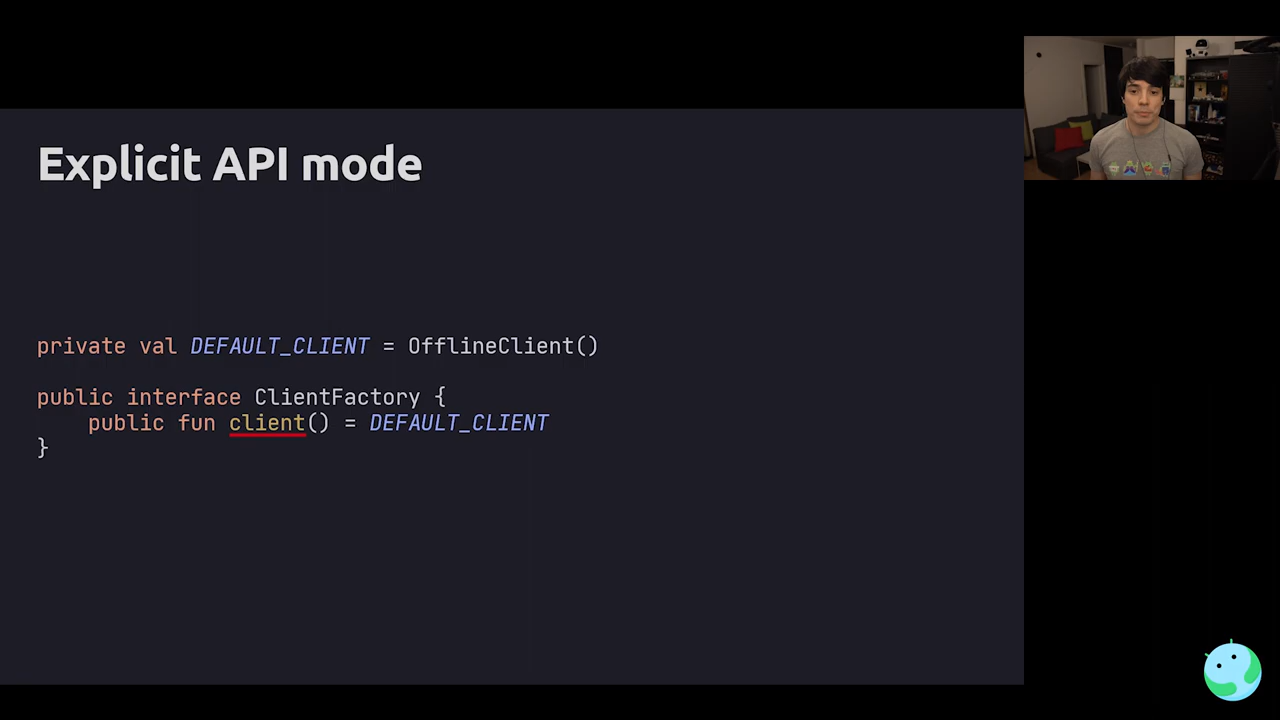 Explicit API mode
private val DEFAULT_CLIENT = OfflineClient()
public interface ClientFactory {
    public fun client() = DEFAULT_CLIENT
}